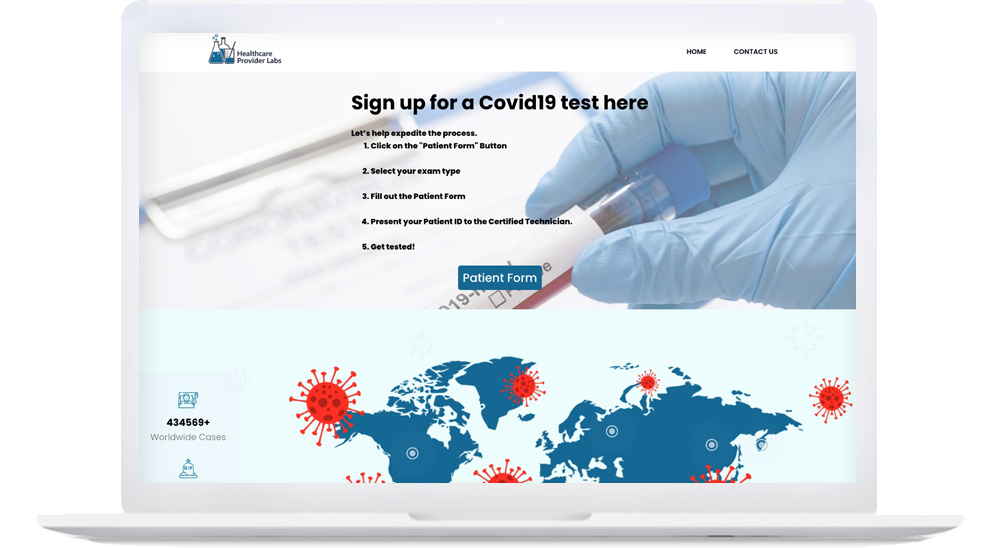 Healthcare
Provider Labs
HOME
CONTACT US
Sign up for a Covid19 test here
Let's help expedite the process.
1. Click on the "Patient Form" Button
2. Select your exam type
3. Fill out the Patient Form
4. Present your Patient ID to the Certified Technician.
5. Get tested!
Patient Form
434569+
Worldwide Cases
RIP